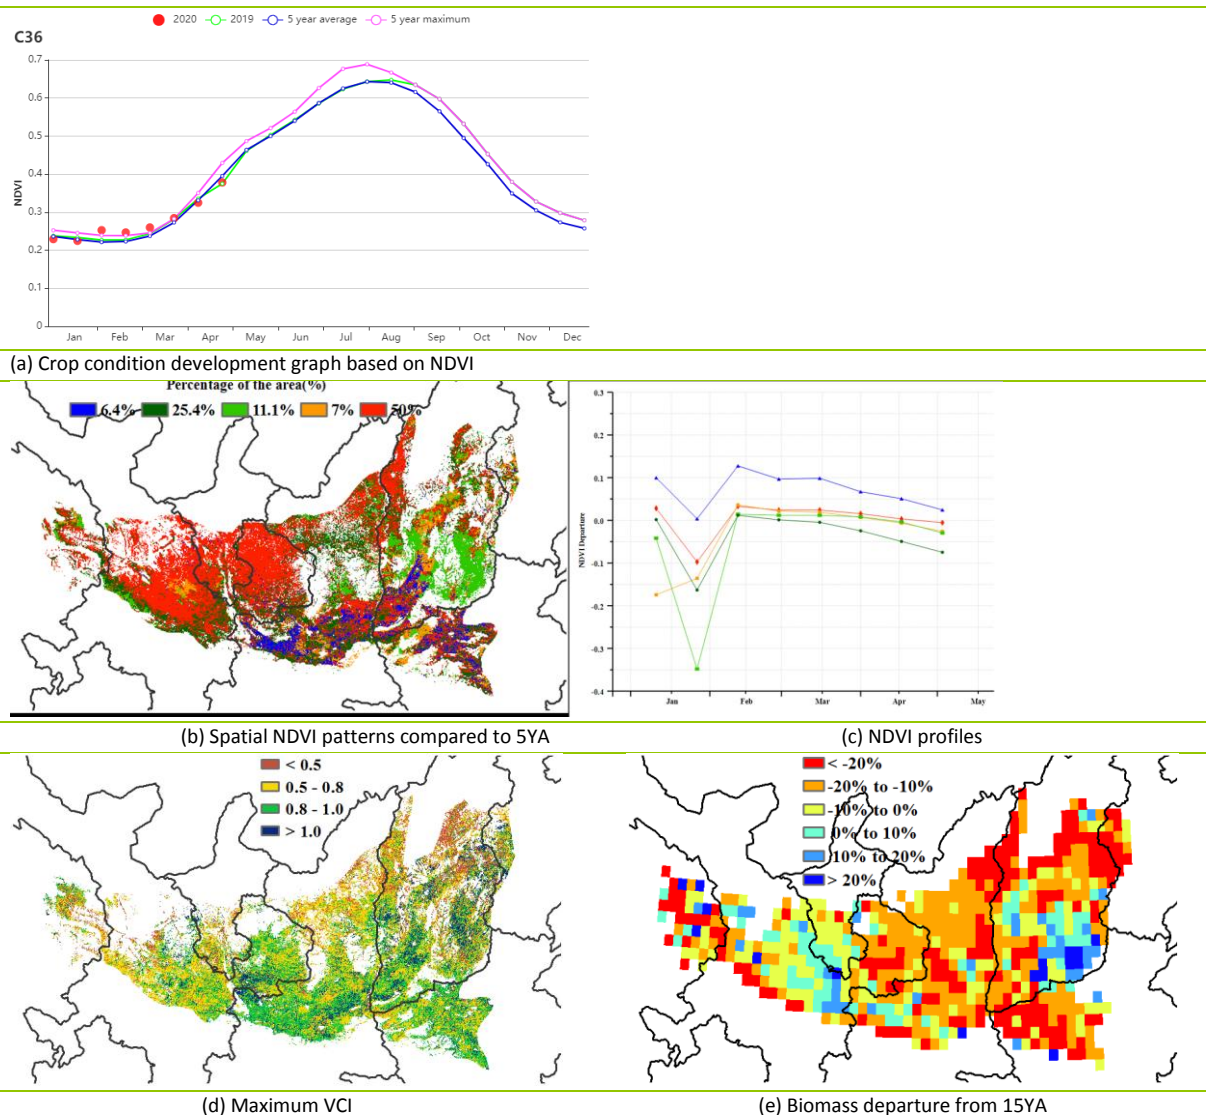 2020 2019 5 year average 5 year maximum
C36
0.7
0.6
0.5
0.4
0.3
0.2
0.1
0
NDVI
Jan Feb Mar Apr May Jun Jul Aug Sep Oct Nov Dec
(a) Crop condition development graph based on NDVI
Percentage of the area(%)
6.4% 25.4% 11.1% 7% 50%
(b) Spatial NDVI patterns compared to 5YA
0.3
0.2
0.1
0.0
-0.1
-0.2
-0.3
-0.4
NDVI Departure
Jan Feb Mar Apr May
(c) NDVI profiles
< 0.5
0.5 - 0.8
0.8 - 1.0
> 1.0
(d) Maximum VCI
< -20%
-20% to -10%
-10% to 0%
0% to 10%
10% to 20%
> 20%
(e) Biomass departure from 15YA